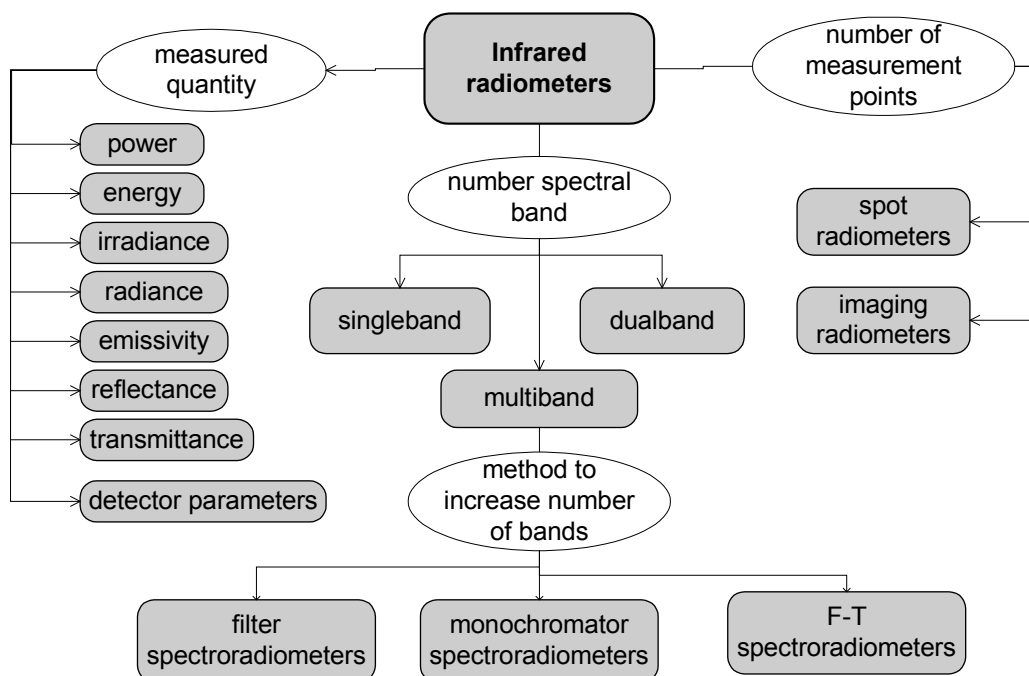 Infrared
radiometers
measured
quantity
power
energy
irradiance
radiance
emissivity
reflectance
transmittance
detector parameters
number spectral
band
singleband
dualband
multiband
method to
increase number
of bands
filter
spectroradiometers
monochromator
spectroradiometers
F-T
spectroradiometers
number of
measurement
points
spot
radiometers
imaging
radiometers